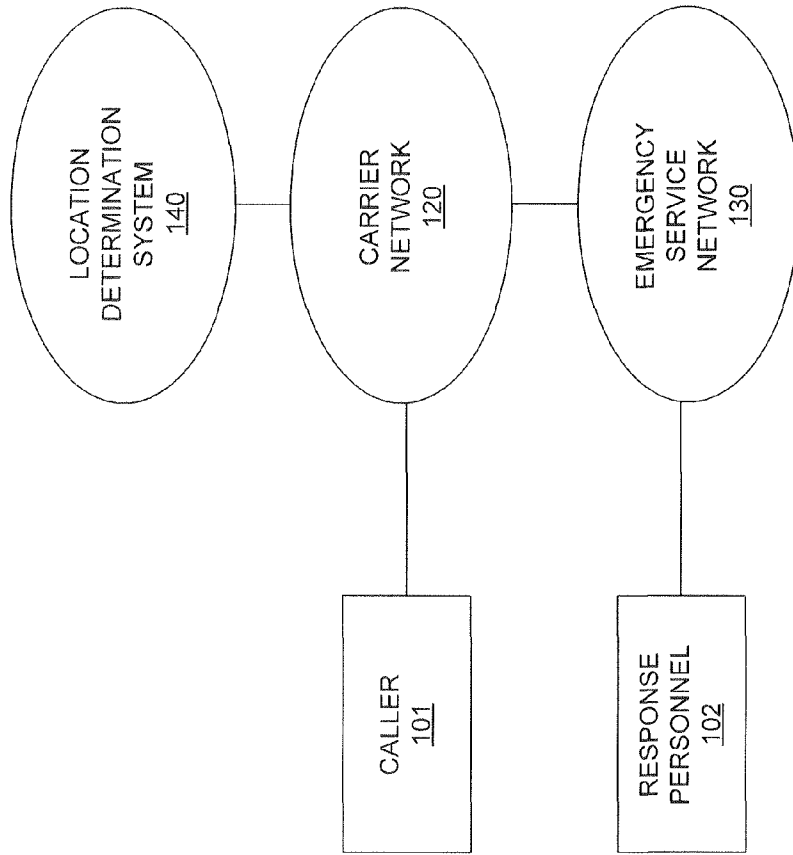 LOCATION
DETERMINATION
SYSTEM
140
CARRIER
NETWORK
120
EMERGENCY
SERVICE
NETWORK
130
CALLER
101
RESPONSE
PERSONNEL
102